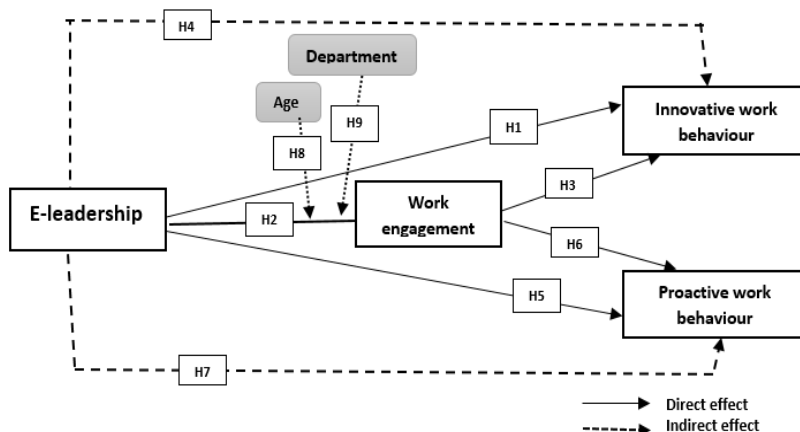 H4
Department
Age
H9
H8
H1
Innovative work
behaviour
H3
E-leadership
H2
Work
engagement
H6
H5
Proactive work
behaviour
H7
Direct effect
Indirect effect